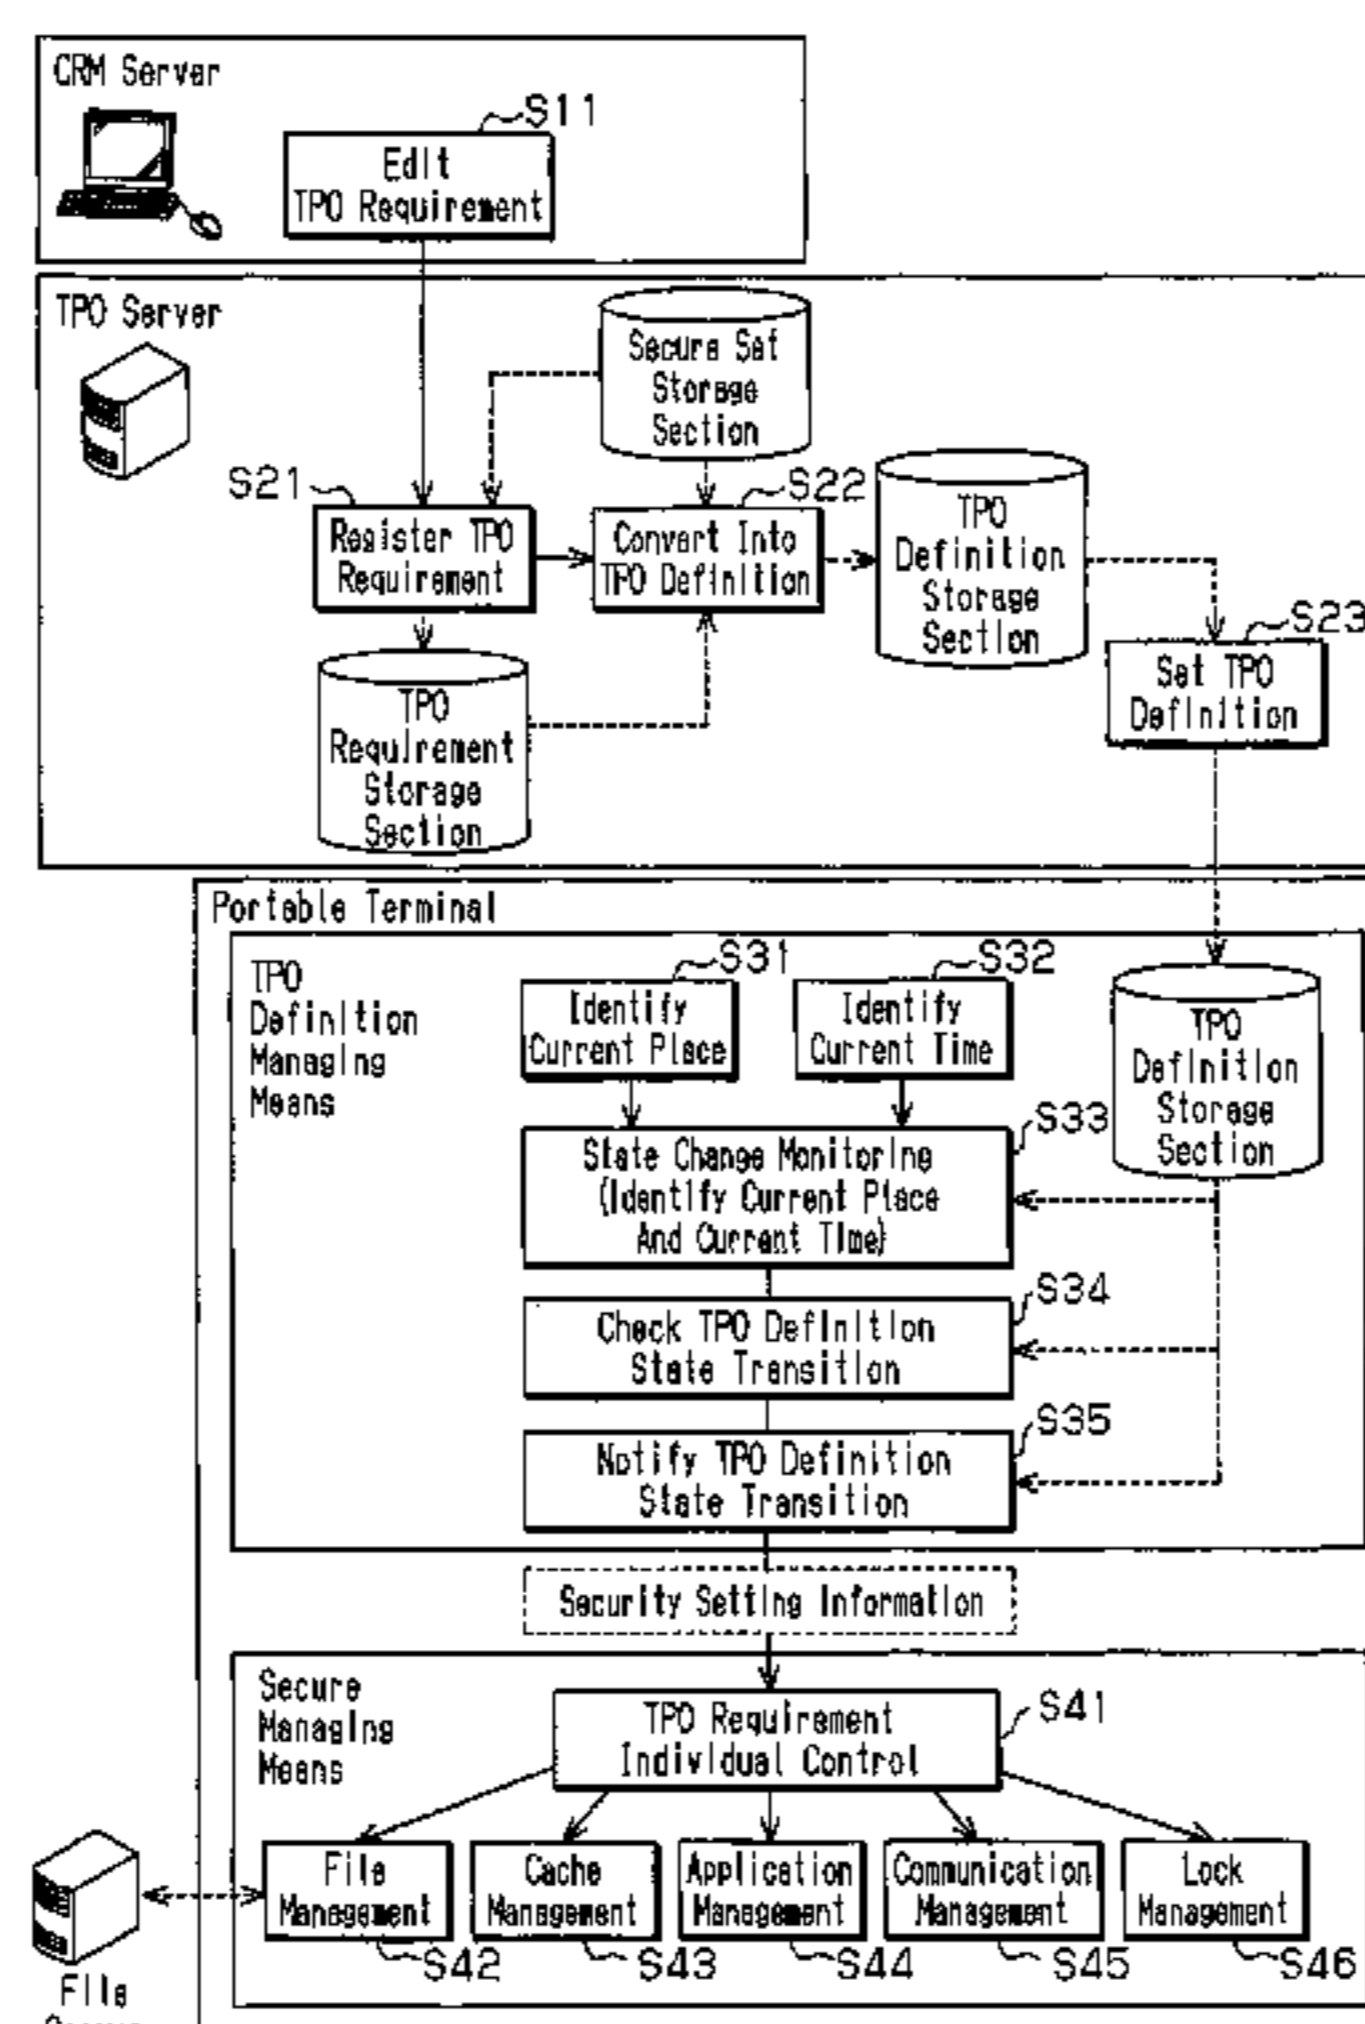 CRM Server
S11
Edit
TPO Requirement
TPO Server
Secure Set
Storage
Section
S21
S22
Register TPO
Requirement
Convert Into
TPO Definition
TPO
Definition
Storage
Section
S23
Set TPO
Definition
TPO
Requirement
Storage
Section
Portable Terminal
TPO
Definition
Managing
Means
S31
S32
Identify
Current Place
Identify
Current Time
TPO
Definition
Storage
Section
S33
State Change Monitoring
(Identify Current Place
And Current Time)
S34
Check TPO Definition
State Transition
S35
Notify TPO Definition
State Transition
Security Setting Information
Secure
Managing
Means
S41
TPO Requirement
Individual Control
File
Management
Cache
Management
Application
Management
Communication
Management
Lock
Management
S42
S43
S44
S45
S46
File